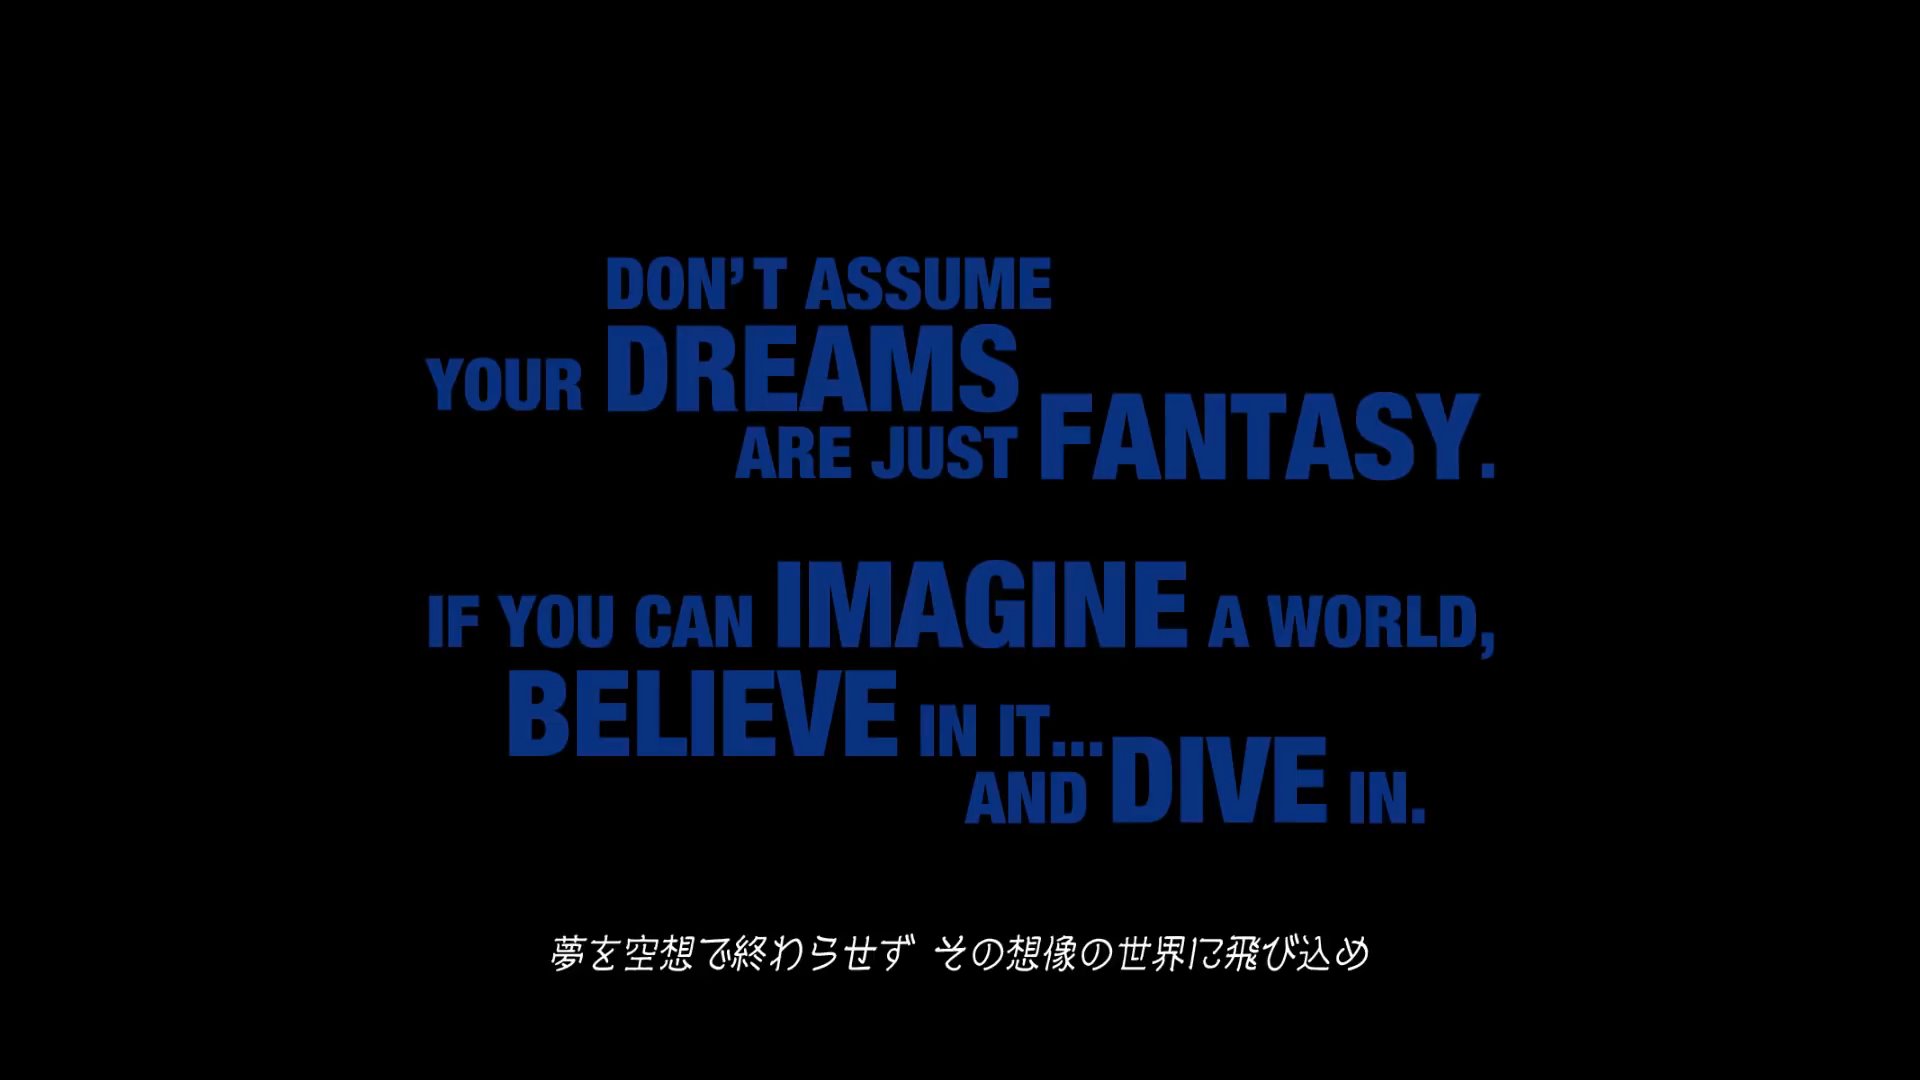 DON'T ASSUME
YOUR DREAMS
ARE JUST FANTASY.
IF YOU CAN IMAGINE A WORLD,
BELIEVE IN IT...
AND DIVE IN.
夢を空想で終わらせず その想像の世界に飛び込め